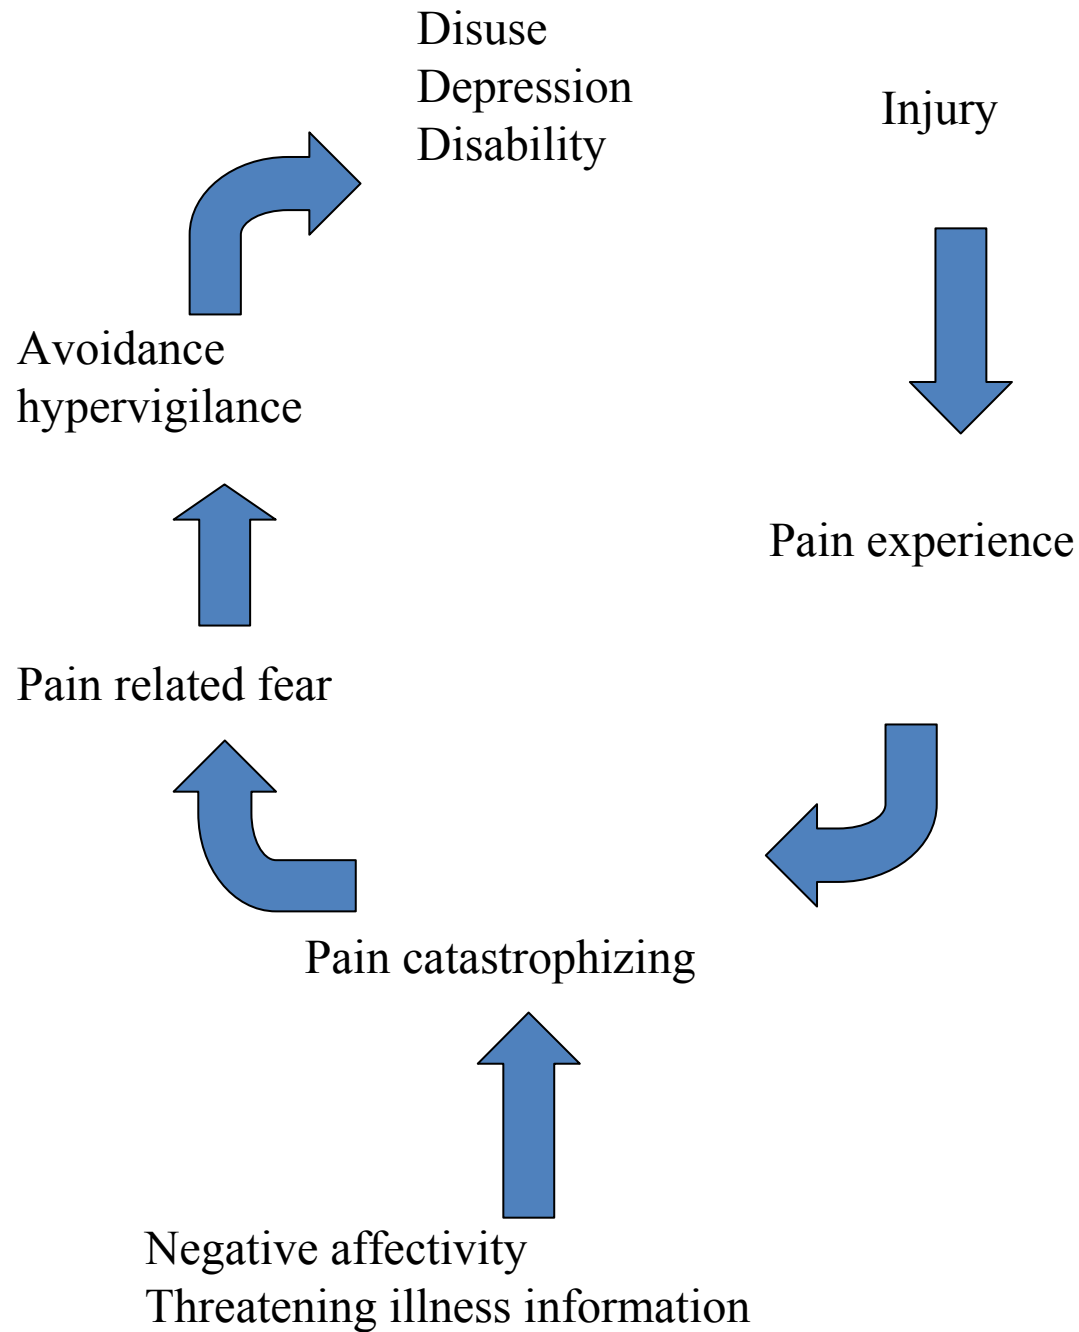 Disuse
Depression
Disability
Injury
Avoidance
hypervigilance
Pain experience
Pain related fear
Pain catastrophizing
Negative affectivity
Threatening illness information